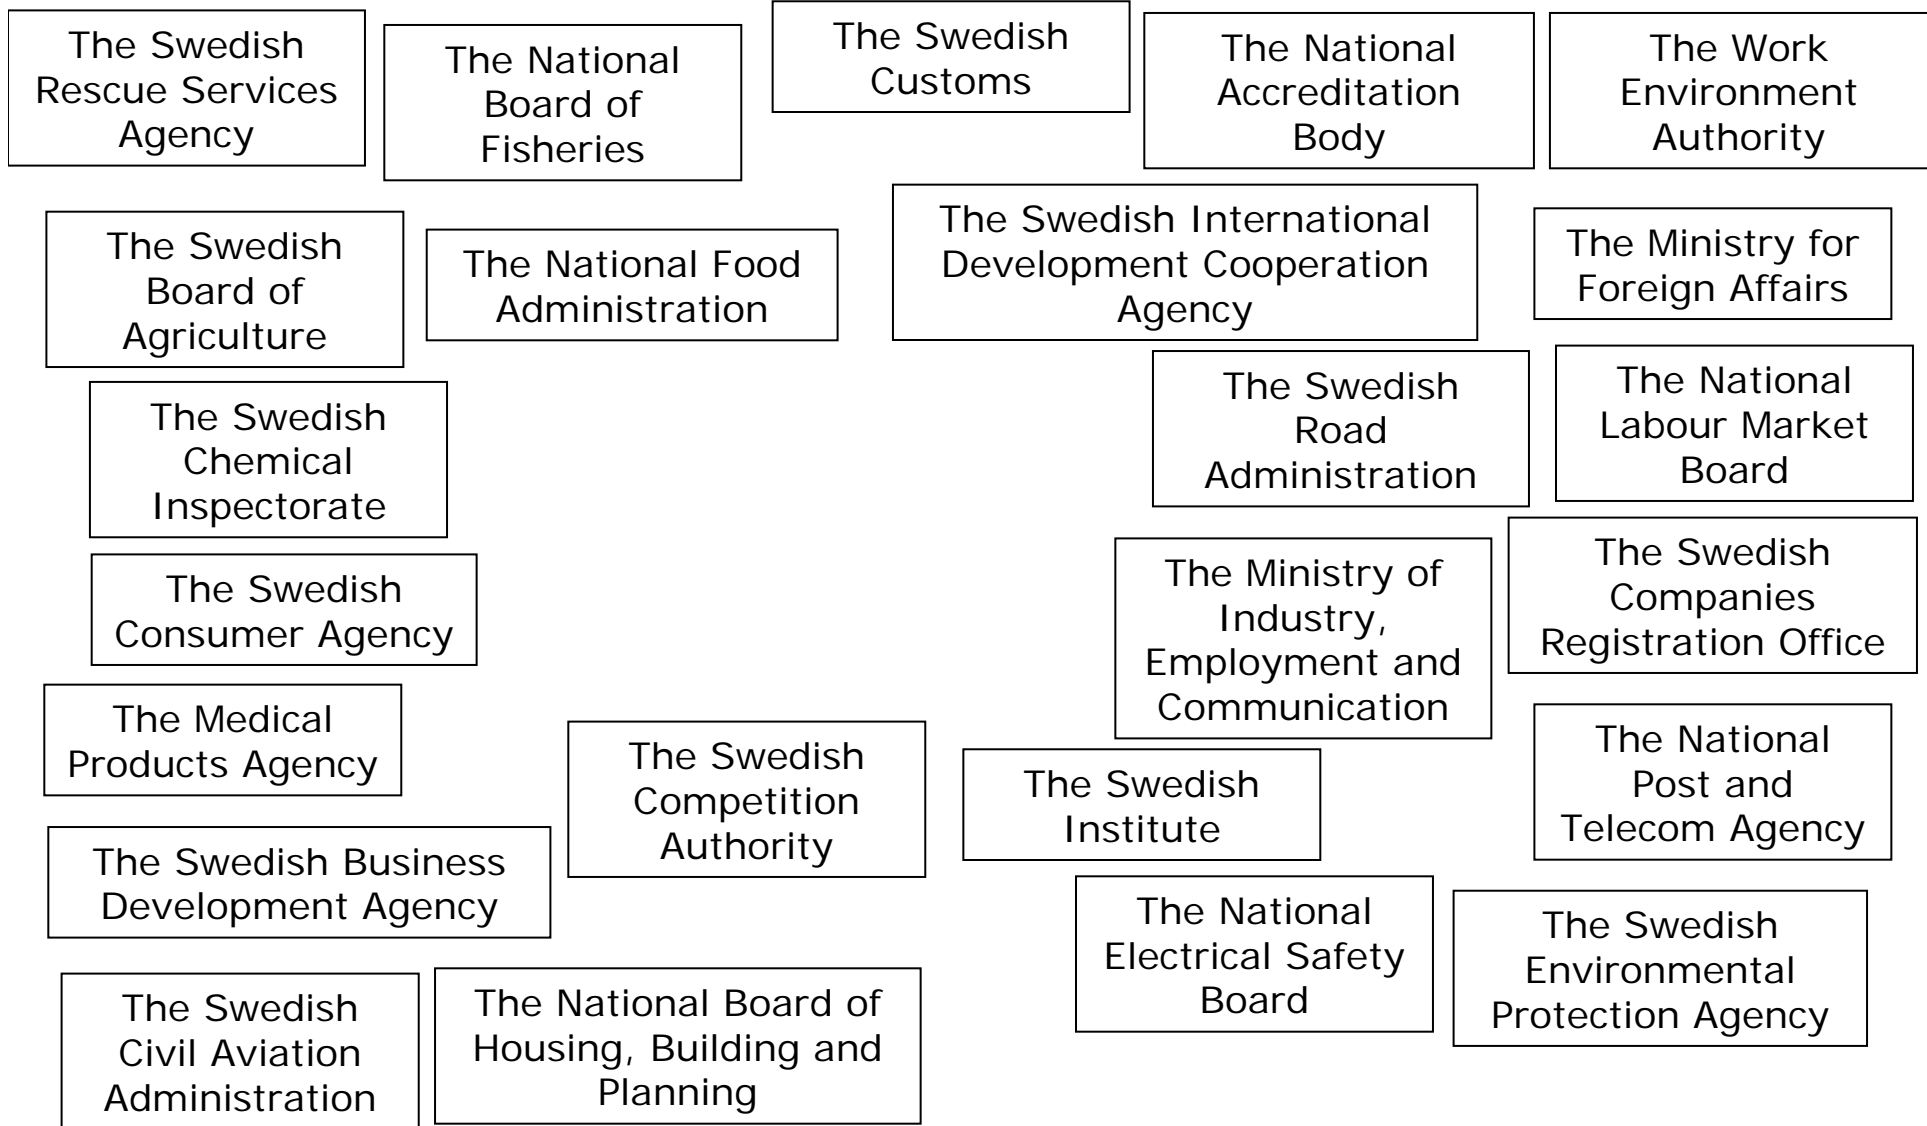 The Swedish
Rescue Services
Agency
The National
Board of
Fisheries
The Swedish
Customs
The National
Accreditation
Body
The Work
Environment
Authority
The Swedish
Board of
Agriculture
The National Food
Administration
The Swedish International
Development Cooperation
Agency
The Ministry for
Foreign Affairs
The Swedish
Chemical
Inspectorate
The Swedish
Road
Administration
The National
Labour Market
Board
The Swedish
Consumer Agency
The Ministry of
Industry,
Employment and
Communication
The Swedish
Companies
Registration Office
The Medical
Products Agency
The Swedish
Competition
Authority
The Swedish
Institute
The National
Post and
Telecom Agency
The Swedish Business
Development Agency
The National
Electrical Safety
Board
The Swedish
Environmental
Protection Agency
The Swedish
Civil Aviation
Administration
The National Board of
Housing, Building and
Planning